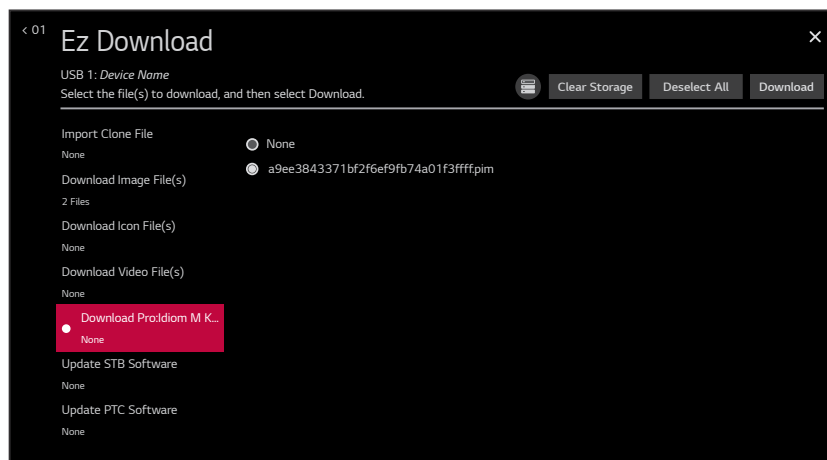 < 01
Ez Download
USB 1: Device Name
Select the file(s) to download, and then select Download.
Clear Storage
Deselect All
Download
Import Clone File
None
Download Image File(s)
2 Files
Download Icon File(s)
None
Download Video File(s)
None
Download Pro:Idiom M K...
None
Update STB Software
None
Update PTC Software
None
None
a9ee3843371bf2f6ef9fb74a01f3ffff.pim